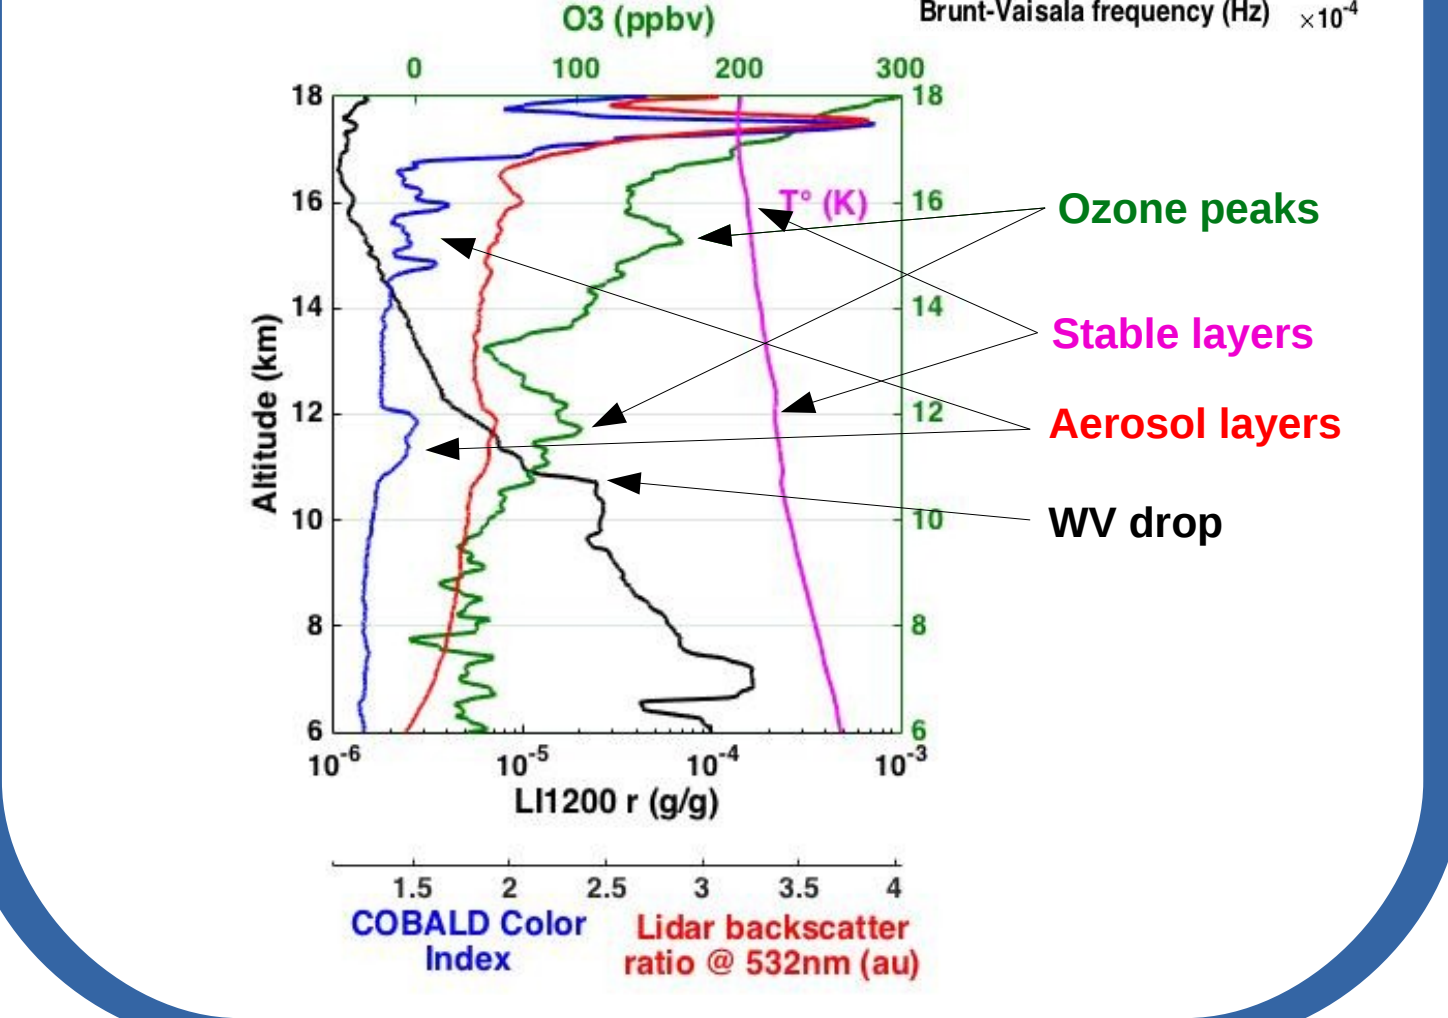 O3 (ppbv)
Brunt-Vaisala frequency (Hz) ×10-4
0 100 200 300
18 18
16 16
T° (K)
14 14
12 12
10 10
8 8
6 6
Altitude (km)
10-6 10-5 10-4 10-3
LI1200 r (g/g)
Ozone peaks
Stable layers
Aerosol layers
WV drop
1.5 2 2.5 3 3.5 4
COBALD Color
Index
Lidar backscatter
ratio @ 532nm (au)